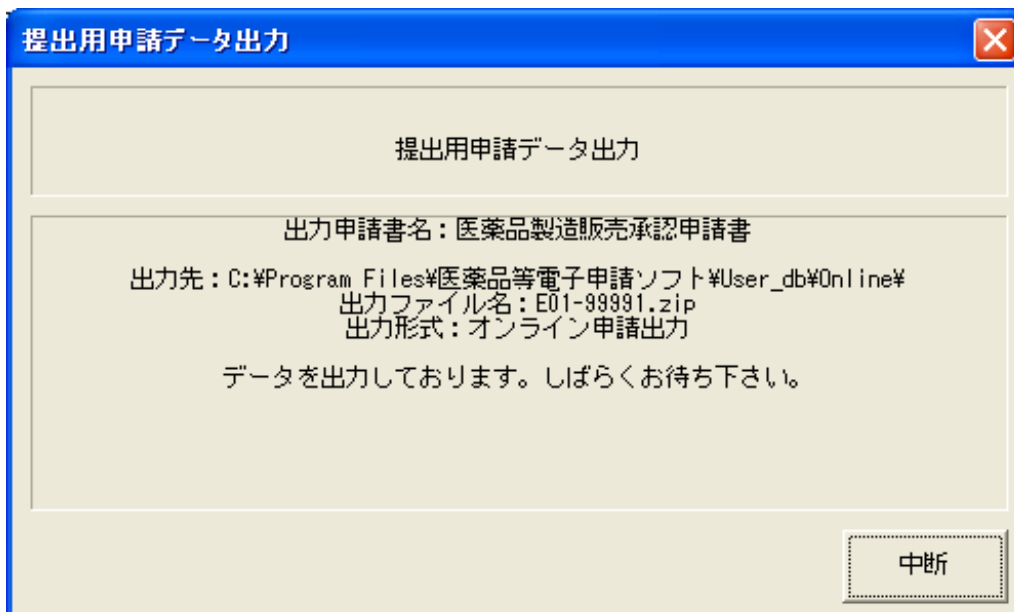 提出用申請データ出力
提出用申請データ出力
出力申請書名：医薬品製造販売承認申請書
出力先：C:¥Program Files¥医薬品等電子申請ソフト¥User_db¥Online¥
出力ファイル名：E01-99991.zip
出力形式：オンライン申請出力
データを出力しております。しばらくお待ち下さい。
中断